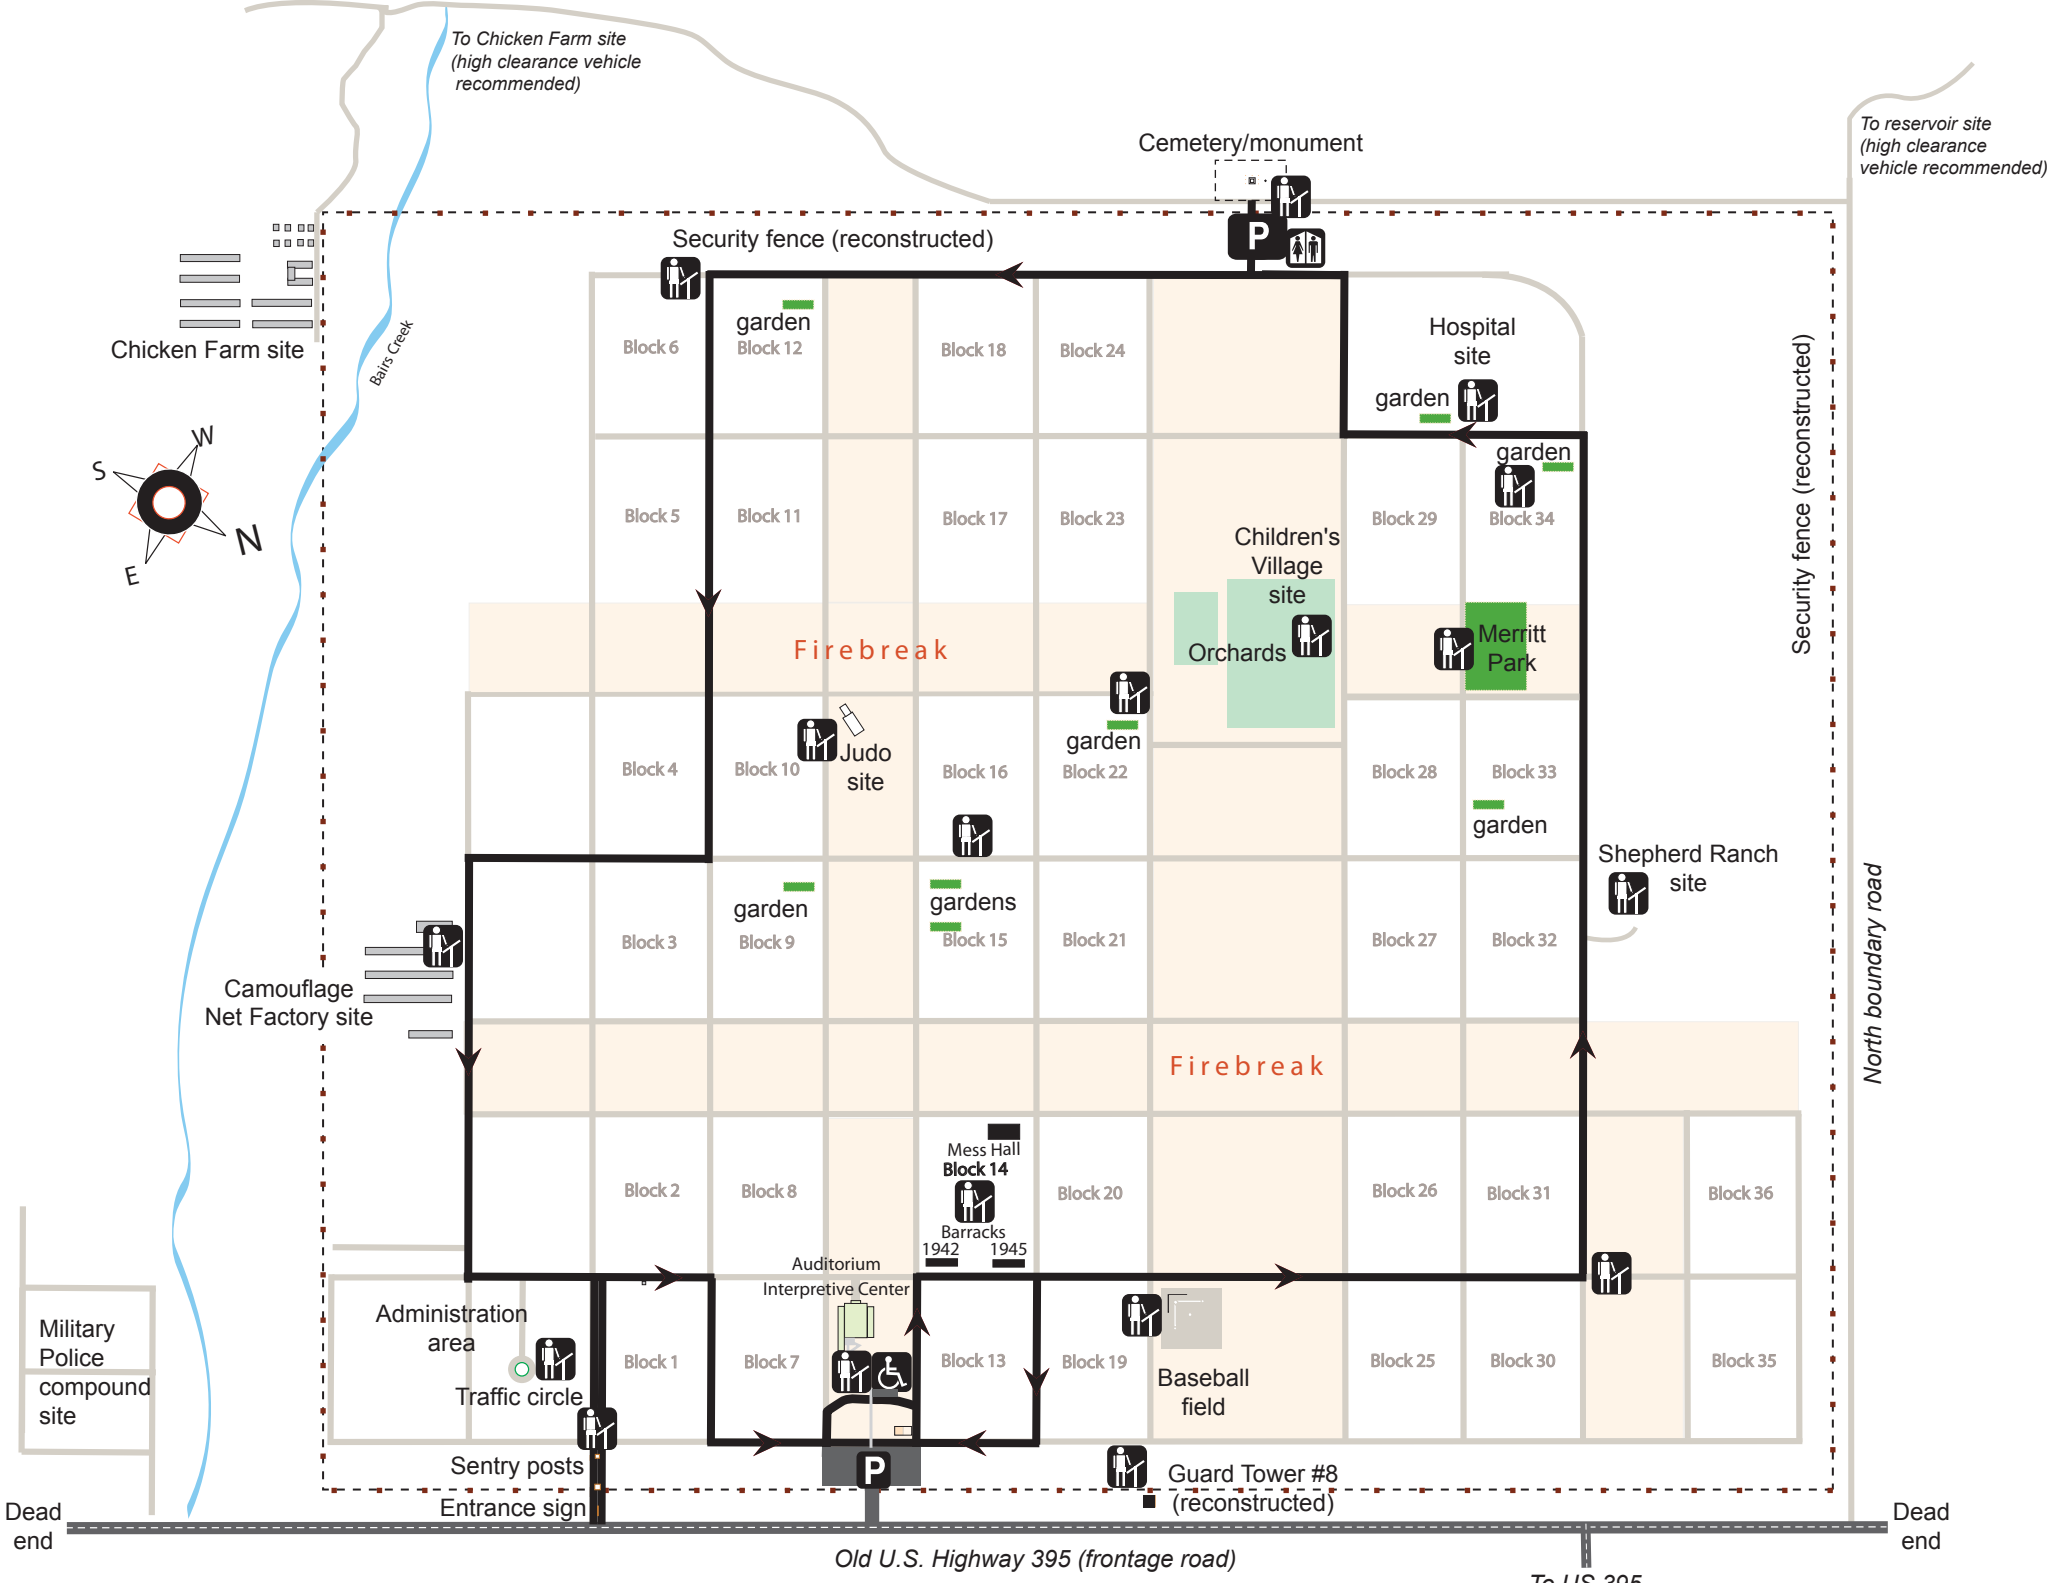 To Chicken Farm site
(high clearance vehicle
recommended)
To reservoir site
(high clearance
vehicle recommended)
Cemetery/monument
P
Security fence (reconstructed)
Chicken Farm site
Bairs Creek
garden
Block 6
Block 12
Block 18
Block 24
Hospital
site
garden
Security fence (reconstructed)
W
S
N
E
garden
Block 5
Block 11
Block 17
Block 23
Block 29
Block 34
Children's
Village
site
Orchards
Firebreak
Merritt
Park
garden
Judo
site
Block 4
Block 10
Block 16
Block 22
Block 28
Block 33
garden
Shepherd Ranch
site
North boundary road
garden
gardens
Block 3
Block 9
Block 15
Block 21
Block 27
Block 32
Camouflage
Net Factory site
Firebreak
Mess Hall
Block 14
Barracks
1942
1945
Block 2
Block 8
Block 20
Block 26
Block 31
Block 36
Auditorium
Interpretive Center
Administration
area
Traffic circle
Military
Police
compound
site
Block 1
Block 7
Block 13
Block 19
Baseball
field
Block 25
Block 30
Block 35
Sentry posts
Entrance sign
P
Guard Tower #8
(reconstructed)
Dead
end
Dead
end
Old U.S. Highway 395 (frontage road)
To US 395